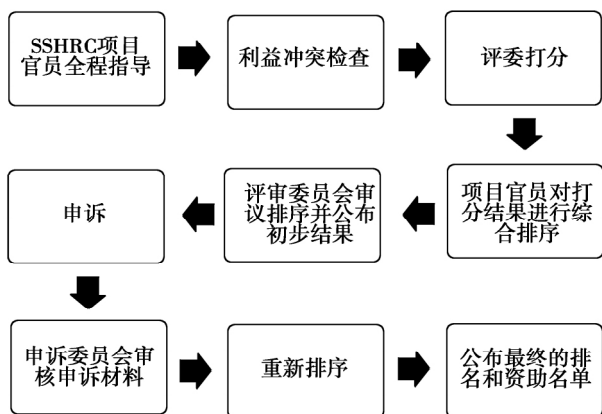 SSHRC项目
官员全程指导
利益冲突检查
评委打分
项目官员对打
分结果进行综
合排序
评审委员会审
议排序并公布
初步结果
申诉
申诉委员会审
核申诉材料
重新排序
公布最终的排
名和资助名单